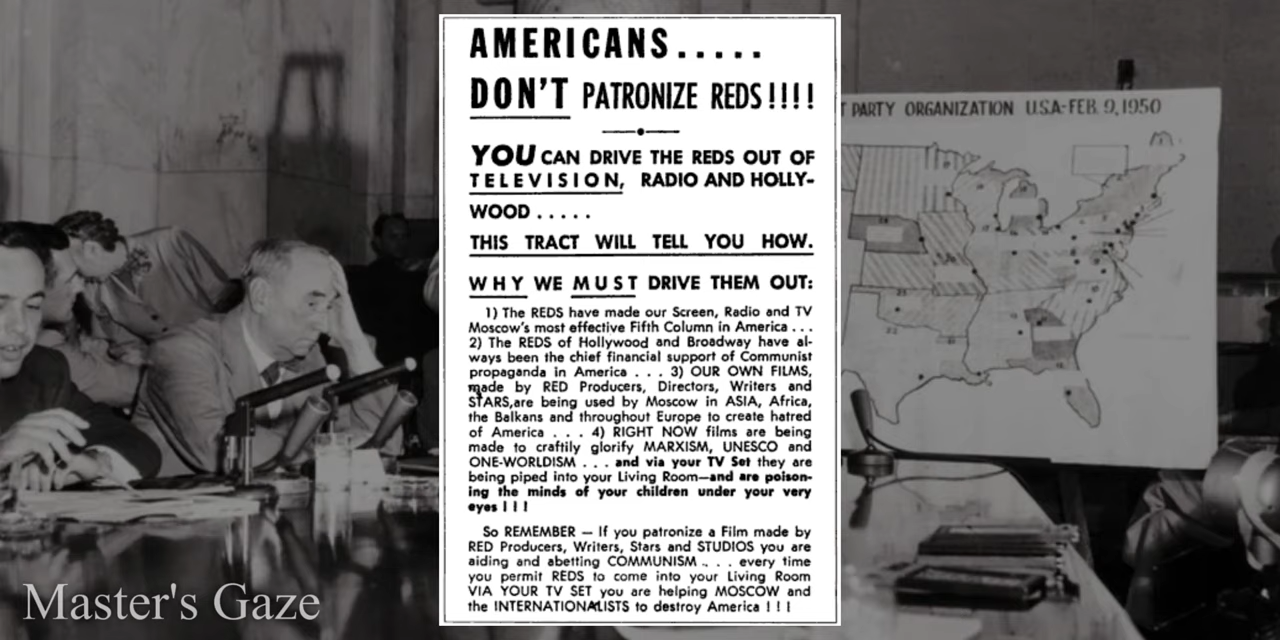 AMERICANS.....
DON'T PATRONIZE REDS!!!!
YOU CAN DRIVE THE REDS OUT OF
TELEVISION, RADIO AND HOLLY-
WOOD.....
THIS TRACT WILL TELL YOU HOW.
WHY WE MUST DRIVE THEM OUT:
1) The REDS have made our Screen, Radio and TV
Moscow's most effective Fifth Column in America . . .
2) The REDS of Hollywood and Broadway have al-
ways been the chief financial support of Communist
propaganda in America . . . 3) OUR OWN FILMS,
made by RED Producers, Directors, Writers and
STARS,are being used by Moscow in ASIA, Africa,
the Balkans and throughout Europe to create hatred
of America . . . 4) RIGHT NOW films are being
made to craftily glorify MARXISM, UNESCO and
ONE-WORLDISM . . . and via your TV Set they are
being piped into your Living Room—and are poison-
ing the minds of your children under your very
eyes ! ! !
So REMEMBER — If you patronize a Film made by
RED Producers, Writers, Stars and STUDIOS you are
aiding and abetting COMMUNISM . . . every time
you permit REDS to come into your Living Room
VIA YOUR TV SET you are helping MOSCOW and
the INTERNATIONALISTS to destroy America ! ! !
PARTY ORGANIZATION U.S.A-FEB. 9, 1950
Master's Gaze